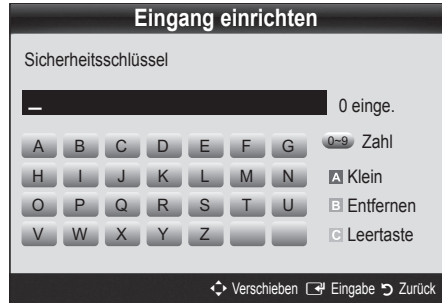 Eingang einrichten
Sicherheitsschlüssel
_ 0 einge.
A B C D E F G 0~9 Zahl
H I J K L M N A Klein
O P Q R S T U B Entfernen
V W X Y Z C Leertaste
Verschieben Eingabe Zurück